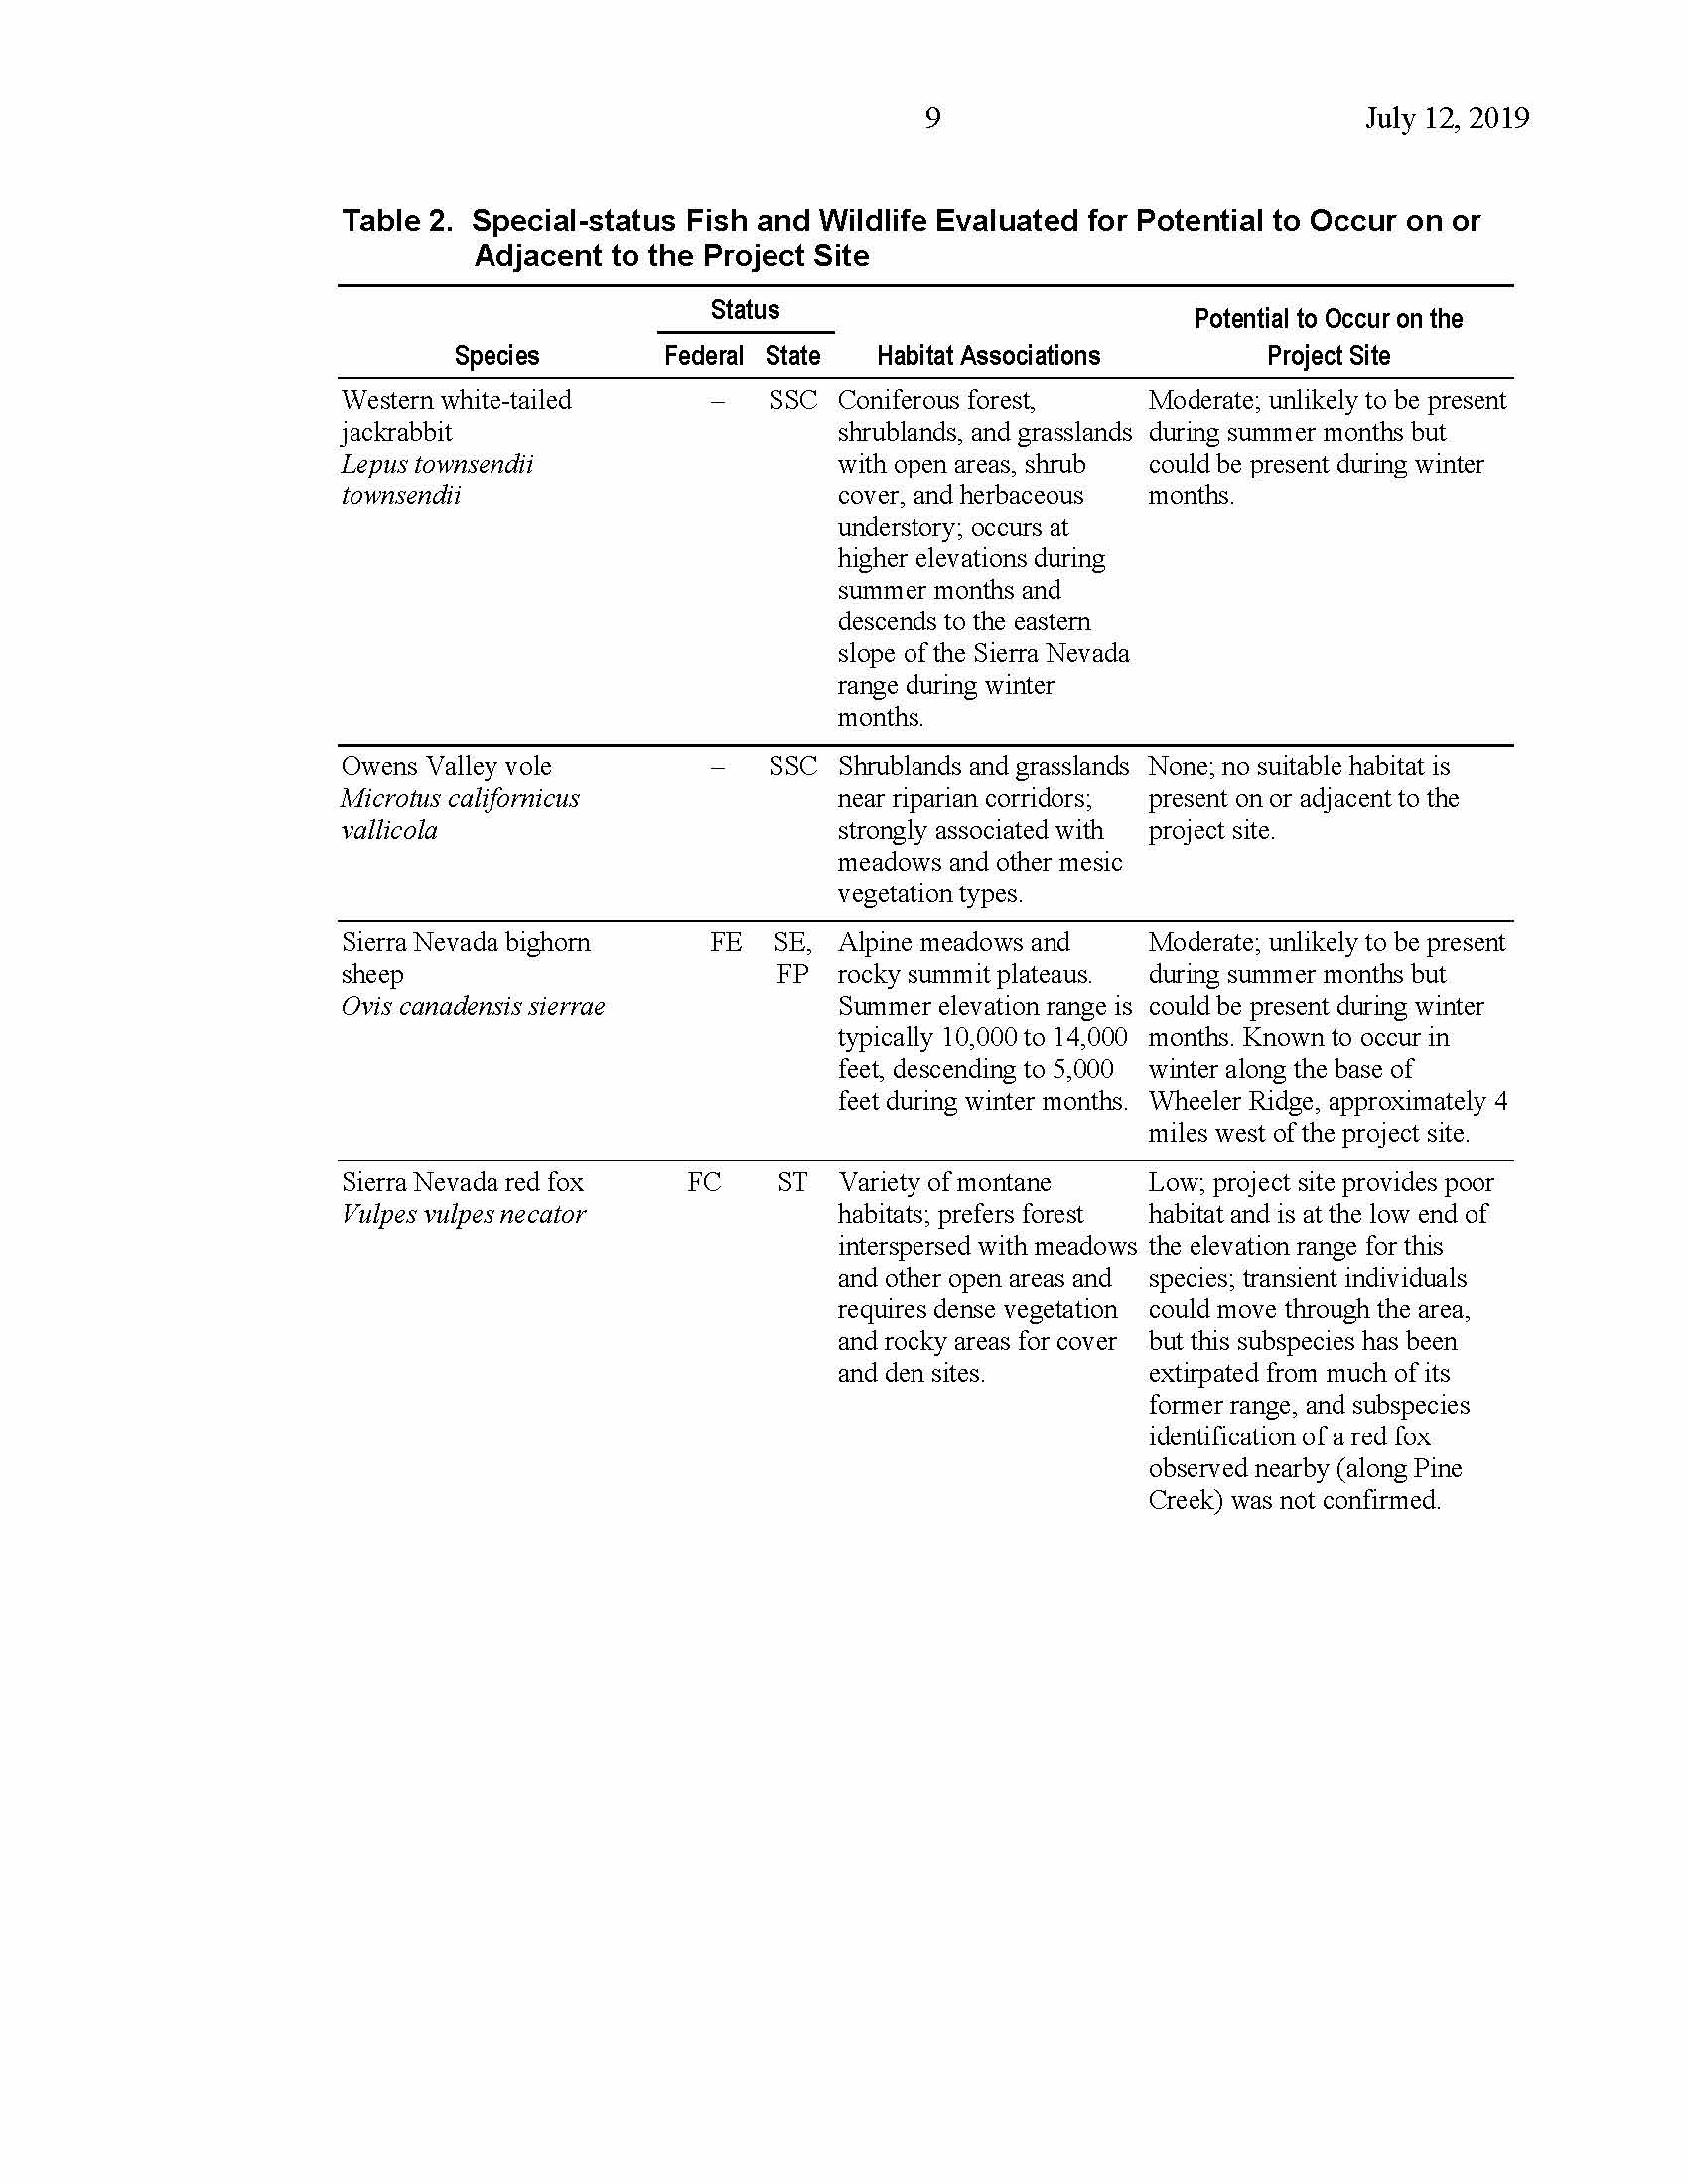 9
July 12, 2019
Table 2. Special-status Fish and Wildlife Evaluated for Potential to Occur on or
Adjacent to the Project Site
Status
Potential to Occur on the
Species
Federal
State
Habitat Associations
Project Site
Western white-tailed
jackrabbit
Lepus townsendii
townsendii
–
SSC
Coniferous forest,
shrublands, and grasslands
with open areas, shrub
cover, and herbaceous
understory; occurs at
higher elevations during
summer months and
descends to the eastern
slope of the Sierra Nevada
range during winter
months.
Moderate; unlikely to be present
during summer months but
could be present during winter
months.
Owens Valley vole
Microtus californicus
vallicola
–
SSC
Shrublands and grasslands
near riparian corridors;
strongly associated with
meadows and other mesic
vegetation types.
None; no suitable habitat is
present on or adjacent to the
project site.
Sierra Nevada bighorn
sheep
Ovis canadensis sierrae
FE
SE,
FP
Alpine meadows and
rocky summit plateaus.
Summer elevation range is
typically 10,000 to 14,000
feet, descending to 5,000
feet during winter months.
Moderate; unlikely to be present
during summer months but
could be present during winter
months. Known to occur in
winter along the base of
Wheeler Ridge, approximately 4
miles west of the project site.
Sierra Nevada red fox
Vulpes vulpes necator
FC
ST
Variety of montane
habitats; prefers forest
interspersed with meadows
and other open areas and
requires dense vegetation
and rocky areas for cover
and den sites.
Low; project site provides poor
habitat and is at the low end of
the elevation range for this
species; transient individuals
could move through the area,
but this subspecies has been
extirpated from much of its
former range, and subspecies
identification of a red fox
observed nearby (along Pine
Creek) was not confirmed.